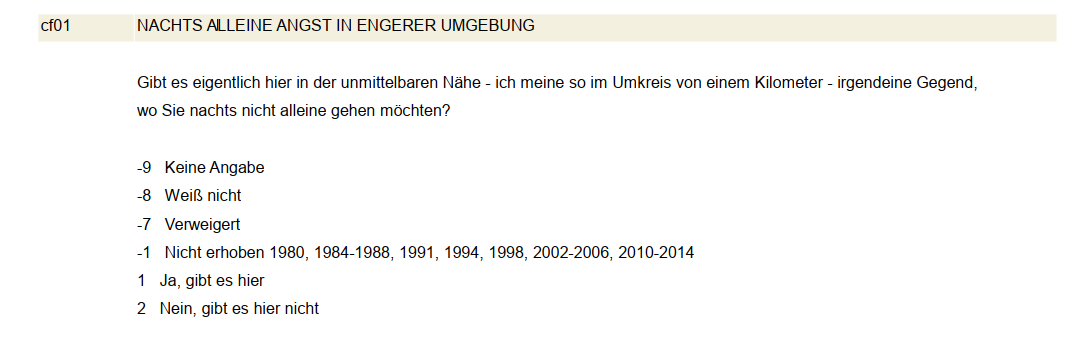 cf01 NACHTS ALLEINE ANGST IN ENGERER UMGEBUNG
Gibt es eigentlich hier in der unmittelbaren Nähe - ich meine so im Umkreis von einem Kilometer - irgendeine Gegend,
wo Sie nachts nicht alleine gehen möchten?
-9 Keine Angabe
-8 Weiß nicht
-7 Verweigert
-1 Nicht erhoben 1980, 1984-1988, 1991, 1994, 1998, 2002-2006, 2010-2014
1 Ja, gibt es hier
2 Nein, gibt es hier nicht